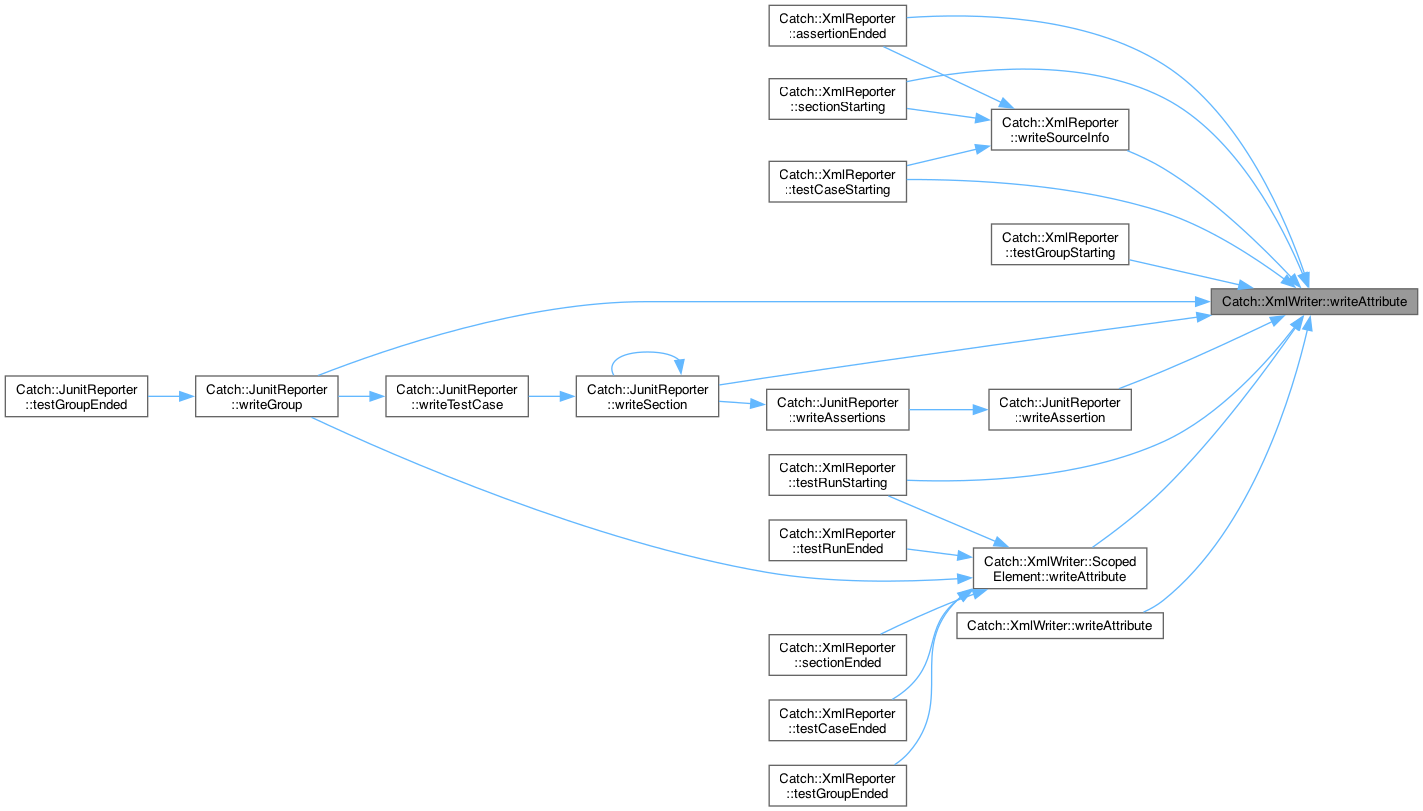 Catch::XmlReporter
::assertionEnded
Catch::XmlReporter
::sectionStarting
Catch::XmlReporter
::writeSourceInfo
Catch::XmlReporter
::testCaseStarting
Catch::XmlReporter
::testGroupStarting
Catch::XmlWriter::writeAttribute
Catch::JunitReporter
::testGroupEnded
Catch::JunitReporter
::writeGroup
Catch::JunitReporter
::writeTestCase
Catch::JunitReporter
::writeSection
Catch::JunitReporter
::writeAssertions
Catch::JunitReporter
::writeAssertion
Catch::XmlReporter
::testRunStarting
Catch::XmlReporter
::testRunEnded
Catch::XmlWriter::Scoped
Element::writeAttribute
Catch::XmlWriter::writeAttribute
Catch::XmlReporter
::sectionEnded
Catch::XmlReporter
::testCaseEnded
Catch::XmlReporter
::testGroupEnded